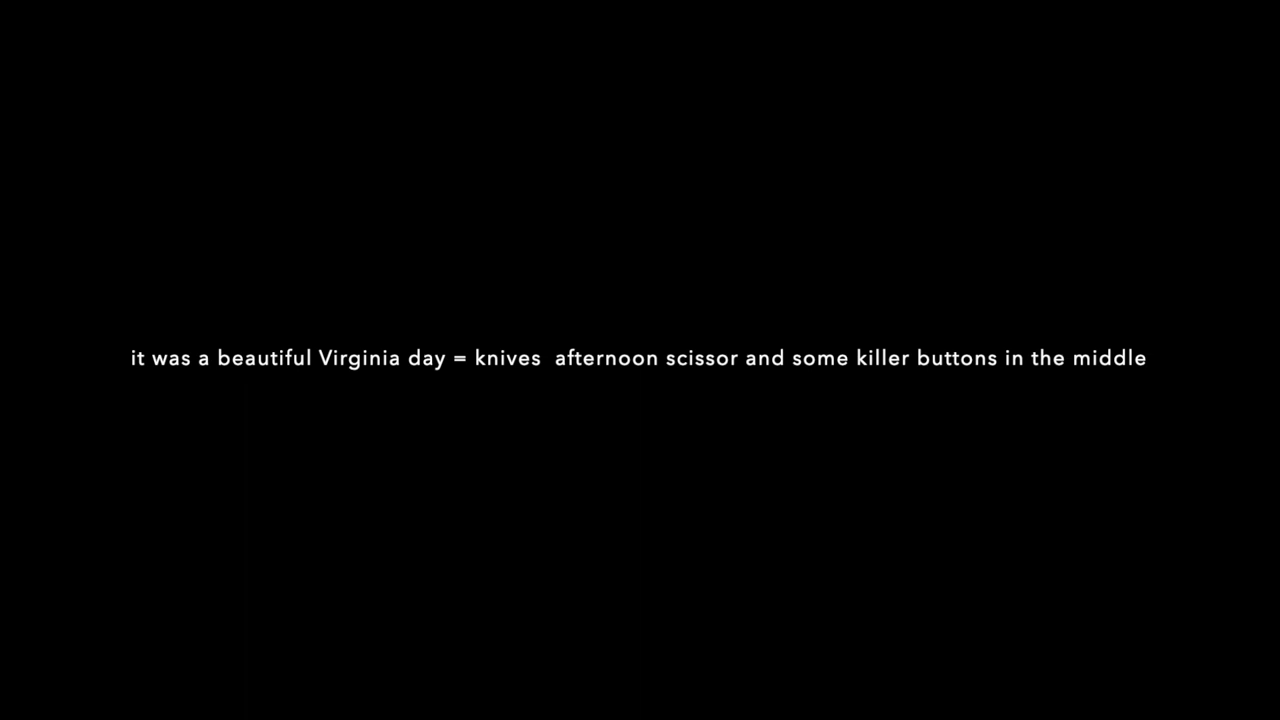 it was a beautiful Virginia day = knives  afternoon scissor and some killer buttons in the middle